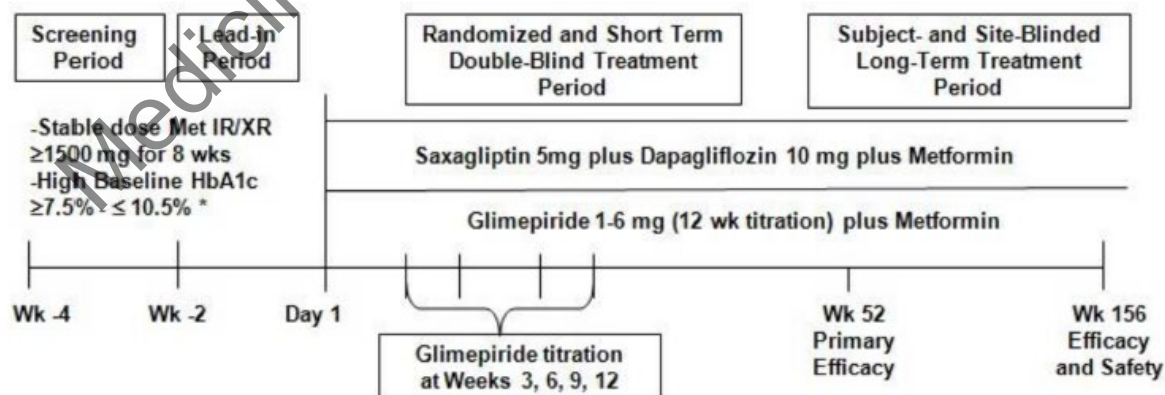 Screening
Period
Lead-in
Period
Randomized and Short Term
Double-Blind Treatment
Period
Subject- and Site-Blinded
Long-Term Treatment
Period
-Stable dose Met IR/XR
≥1500 mg for 8 wks
-High Baseline HbA1c
≥7.5% - ≤ 10.5% *
Saxagliptin 5mg plus Dapagliflozin 10 mg plus Metformin
Glimepiride 1-6 mg (12 wk titration) plus Metformin
Wk -4
Wk -2
Day 1
Glimepiride titration
at Weeks 3, 6, 9, 12
Wk 52
Primary
Efficacy
Wk 156
Efficacy
and Safety